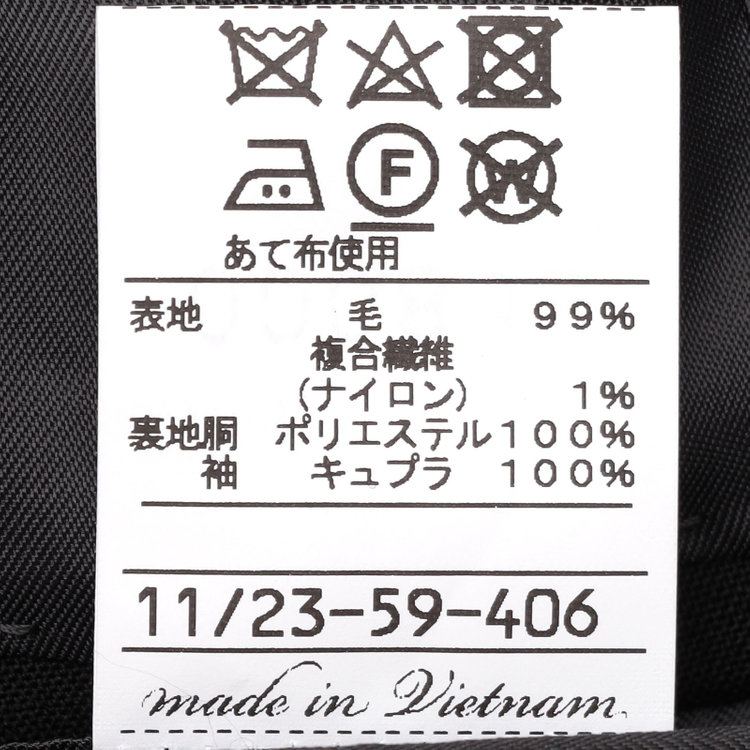 F W
あて布使用
表地 毛 99%
複合繊維
(ナイロン) 1%
裏地胴 ポリエステル100%
袖 キュプラ 100%
11/23-59-406
made in Vietnam